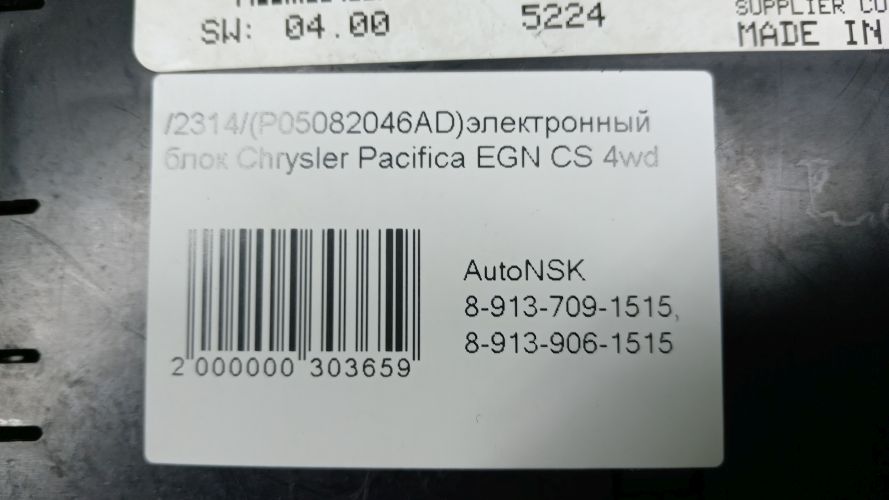 SW: 04.00
5224
SUPPLIER CO
MADE IN
/2314/(P05082046AD)электронный
блок Chrysler Pacifica EGN CS 4wd
AutoNSK
8-913-709-1515,
8-913-906-1515
2 000000 303659